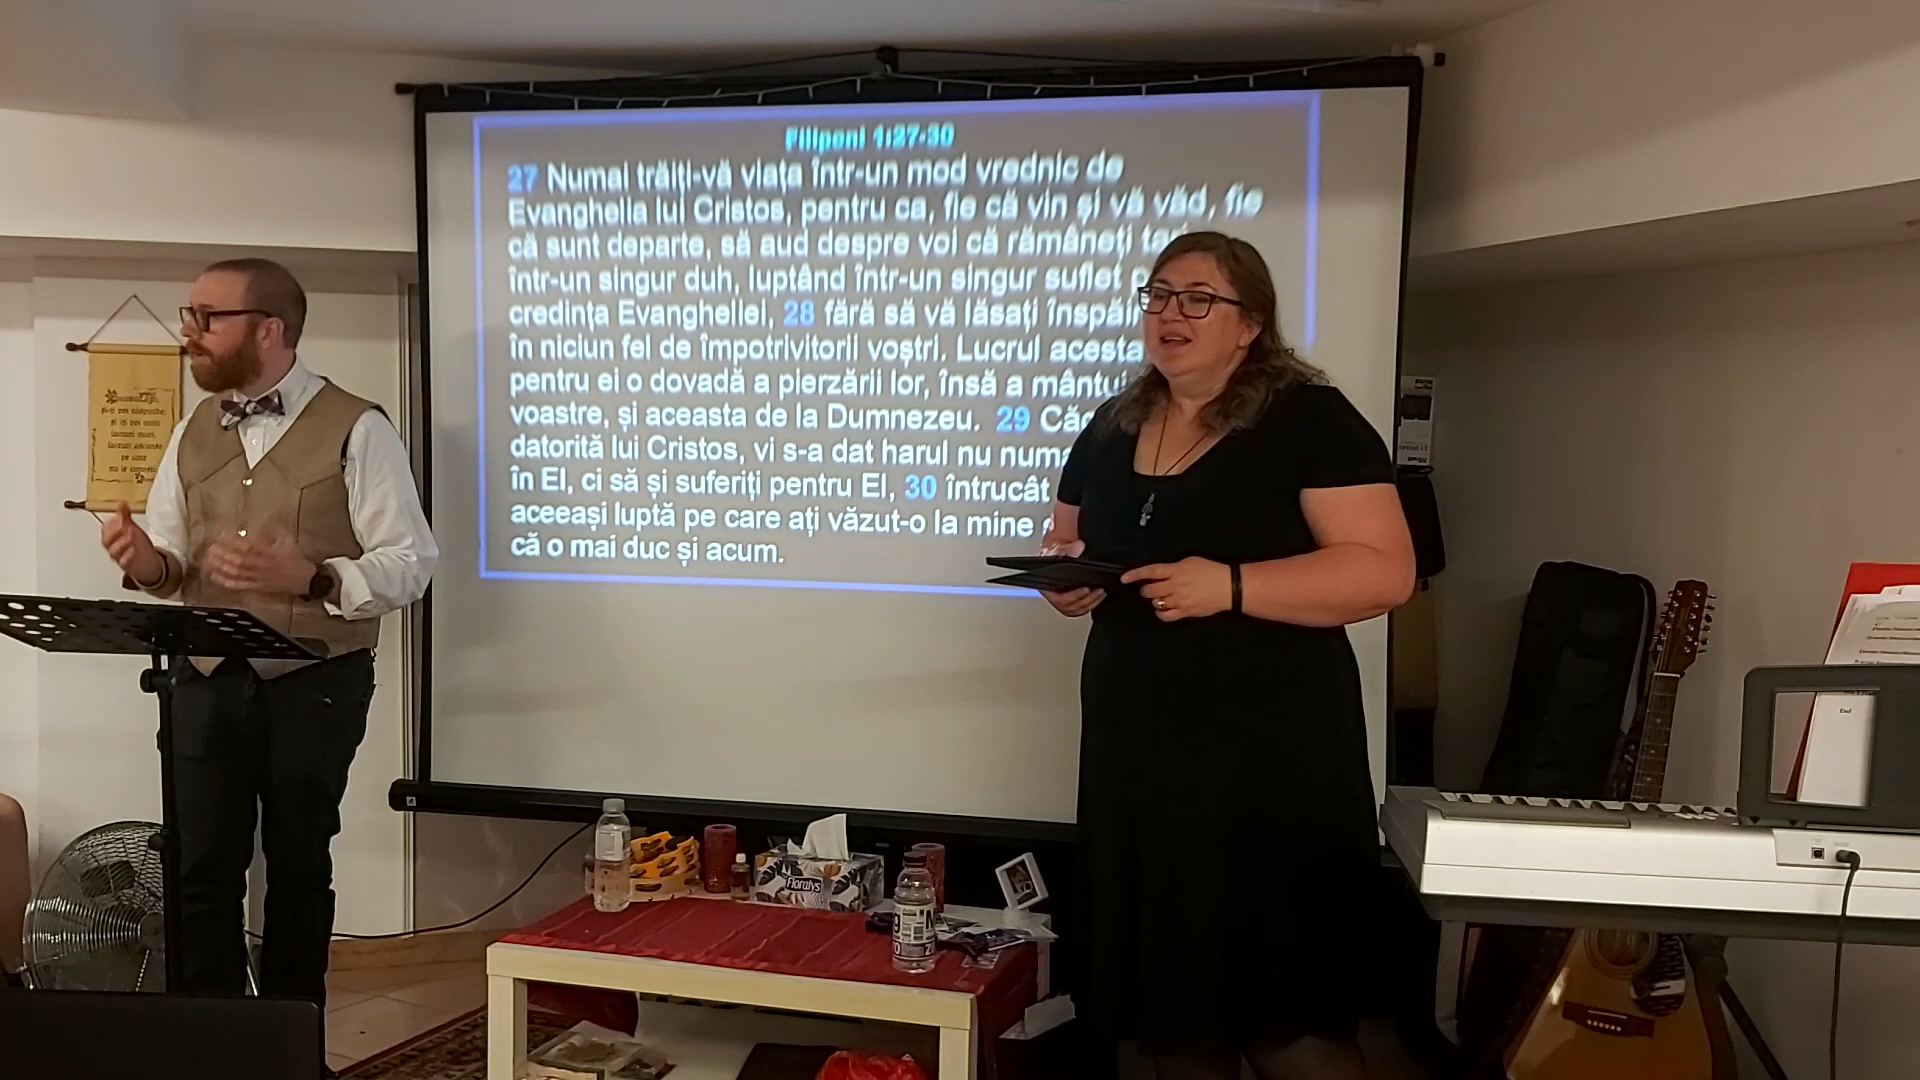 Filipeni 1:27-30
27 Numai trăiți-vă viața într-un mod vrednic de
Evanghelia lui Cristos, pentru ca, fie că vin și vă văd, fie
că sunt departe, să aud despre voi că rămâneți tari
într-un singur duh, luptând într-un singur suflet
credința Evangheliei, 28 fără să vă lăsați
în niciun fel de împotrivitorii voștri. Lucrul acesta
pentru ei o dovadă a pierzării lor, însă a
voastre, și aceasta de la Dumnezeu. 29
datorită lui Cristos, vi s-a dat harul nu
în El, ci să și suferiți pentru El, 30 întrucât
aceeași luptă pe care ați văzut-o la mine
că o mai duc și acum.
Floralys
End